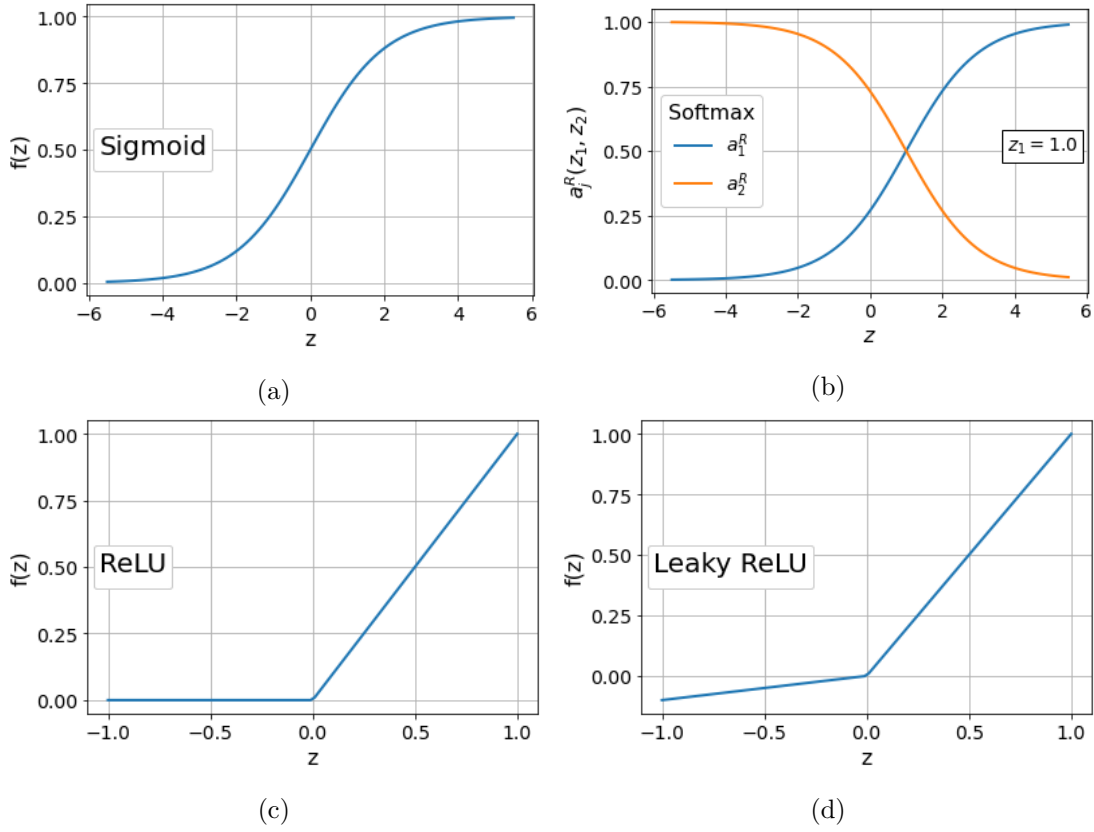 1.00
0.75
0.50
0.25
0.00
f(z)
Sigmoid
−6 −4 −2 0 2 4 6
z
(a)
1.00
0.75
0.50
0.25
0.00
a_j^R(z_1, z_2)
Softmax
a_1^R
a_2^R
z_1 = 1.0
−6 −4 −2 0 2 4 6
z
(b)
1.00
0.75
0.50
0.25
0.00
f(z)
ReLU
−1.0 −0.5 0.0 0.5 1.0
z
(c)
1.00
0.75
0.50
0.25
0.00
f(z)
Leaky ReLU
−1.0 −0.5 0.0 0.5 1.0
z
(d)